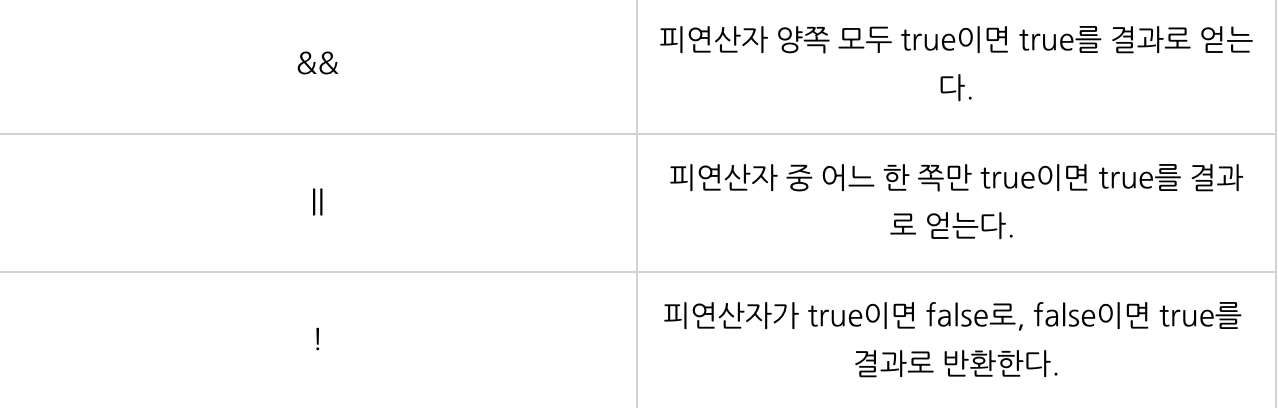 &&
피연산자 양쪽 모두 true이면 true를 결과로 얻는
다.
||
피연산자 중 어느 한 쪽만 true이면 true를 결과
로 얻는다.
!
피연산자가 true이면 false로, false이면 true를
결과로 반환한다.